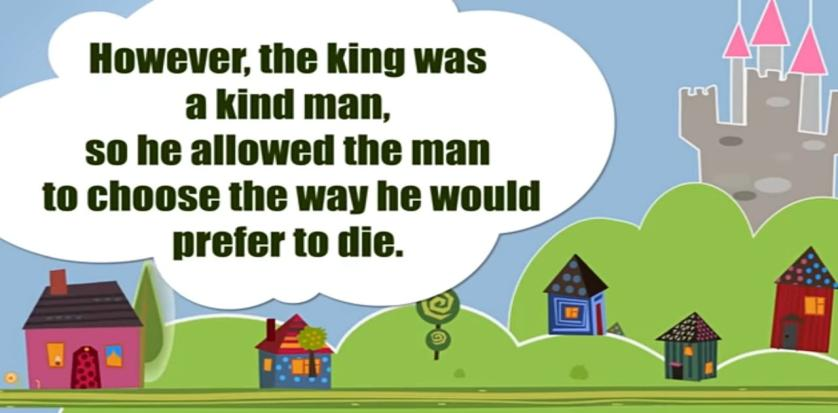 However, the king was
a kind man,
so he allowed the man
to choose the way he would
prefer to die.